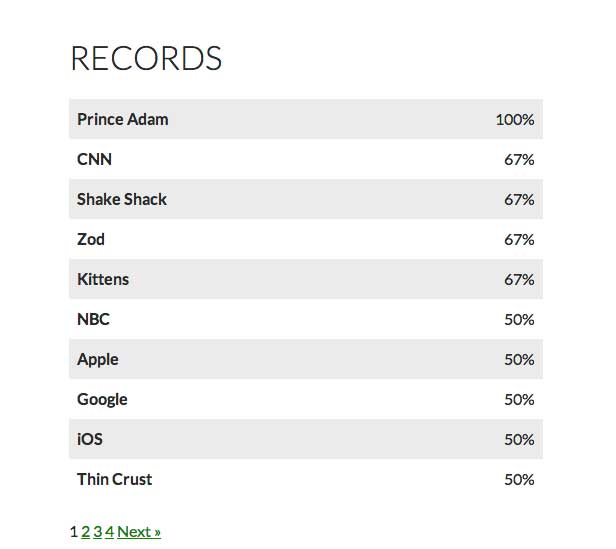 RECORDS
Prince Adam 100%
CNN 67%
Shake Shack 67%
Zod 67%
Kittens 67%
NBC 50%
Apple 50%
Google 50%
iOS 50%
Thin Crust 50%
1 2 3 4 Next »